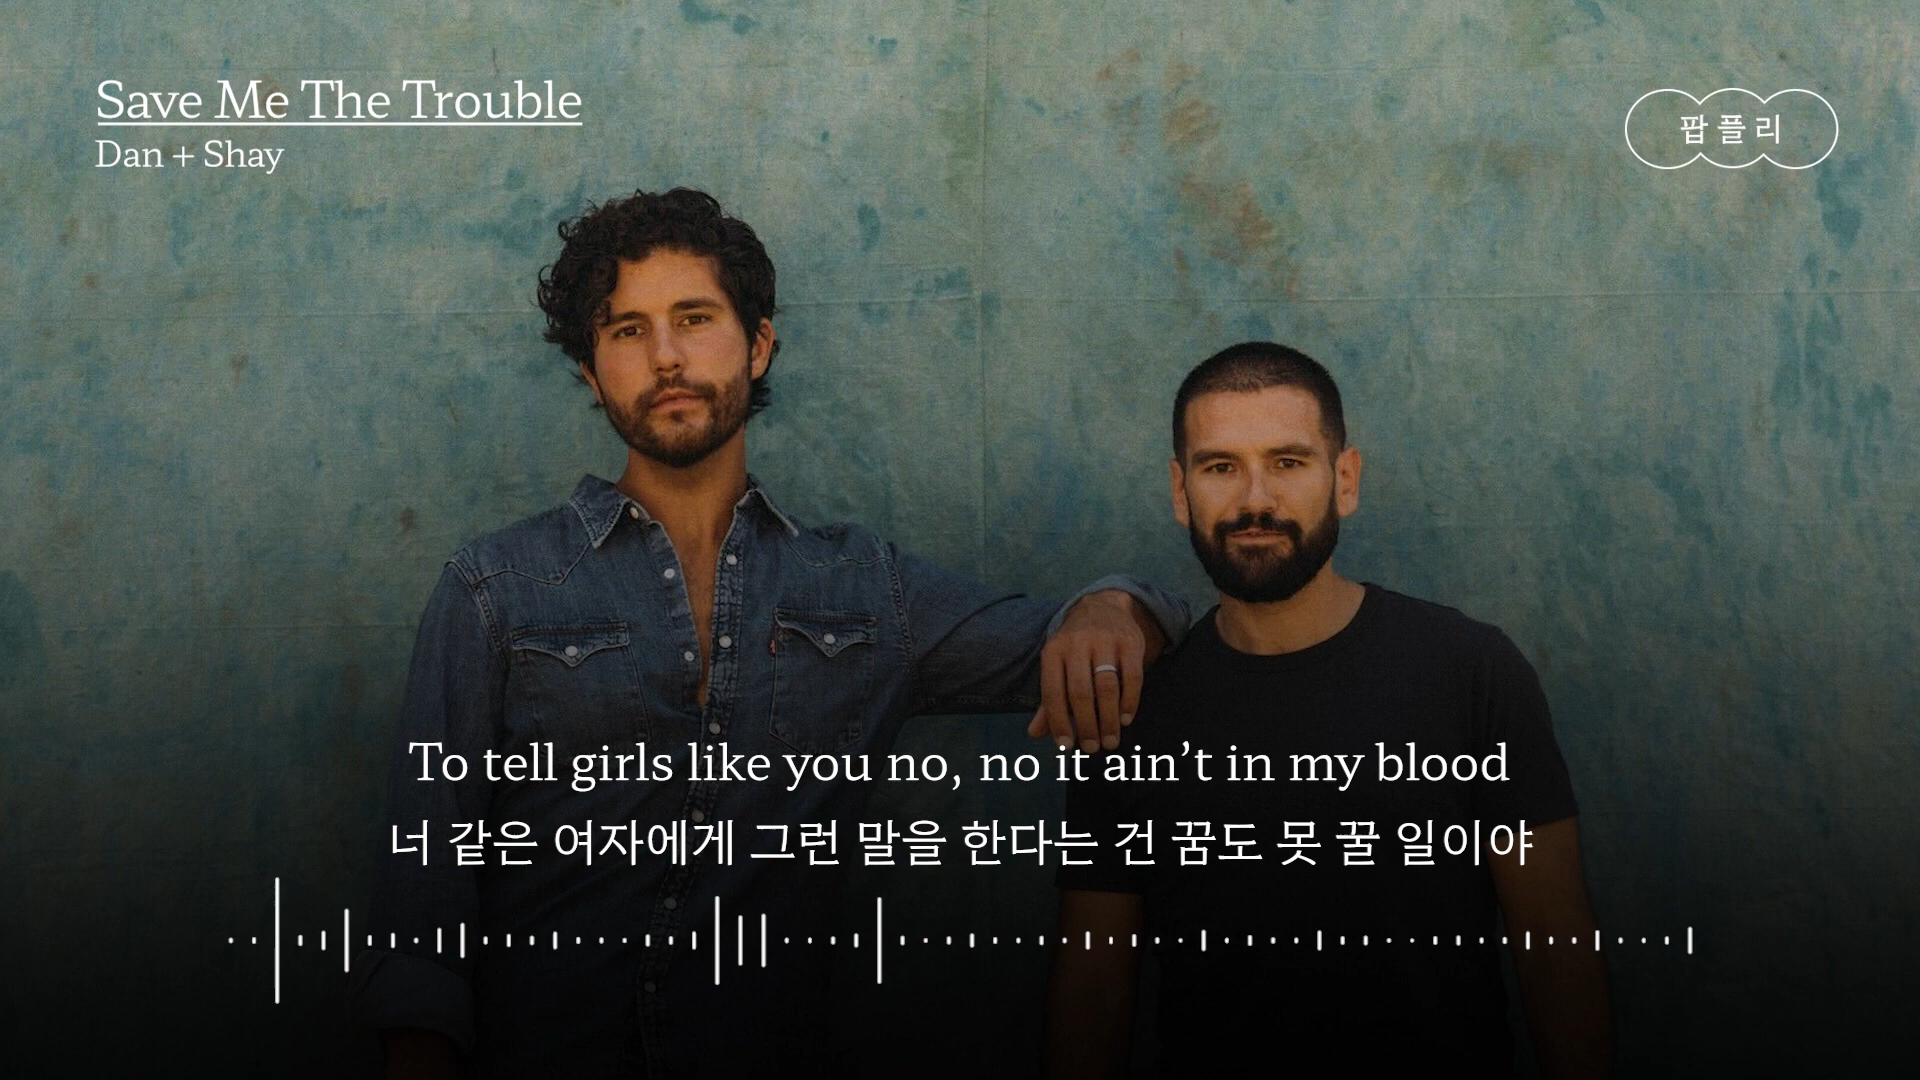 Save Me The Trouble
Dan + Shay
팝플리
To tell girls like you no, no it ain’t in my blood
너 같은 여자에게 그런 말을 한다는 건 꿈도 못 꿀 일이야